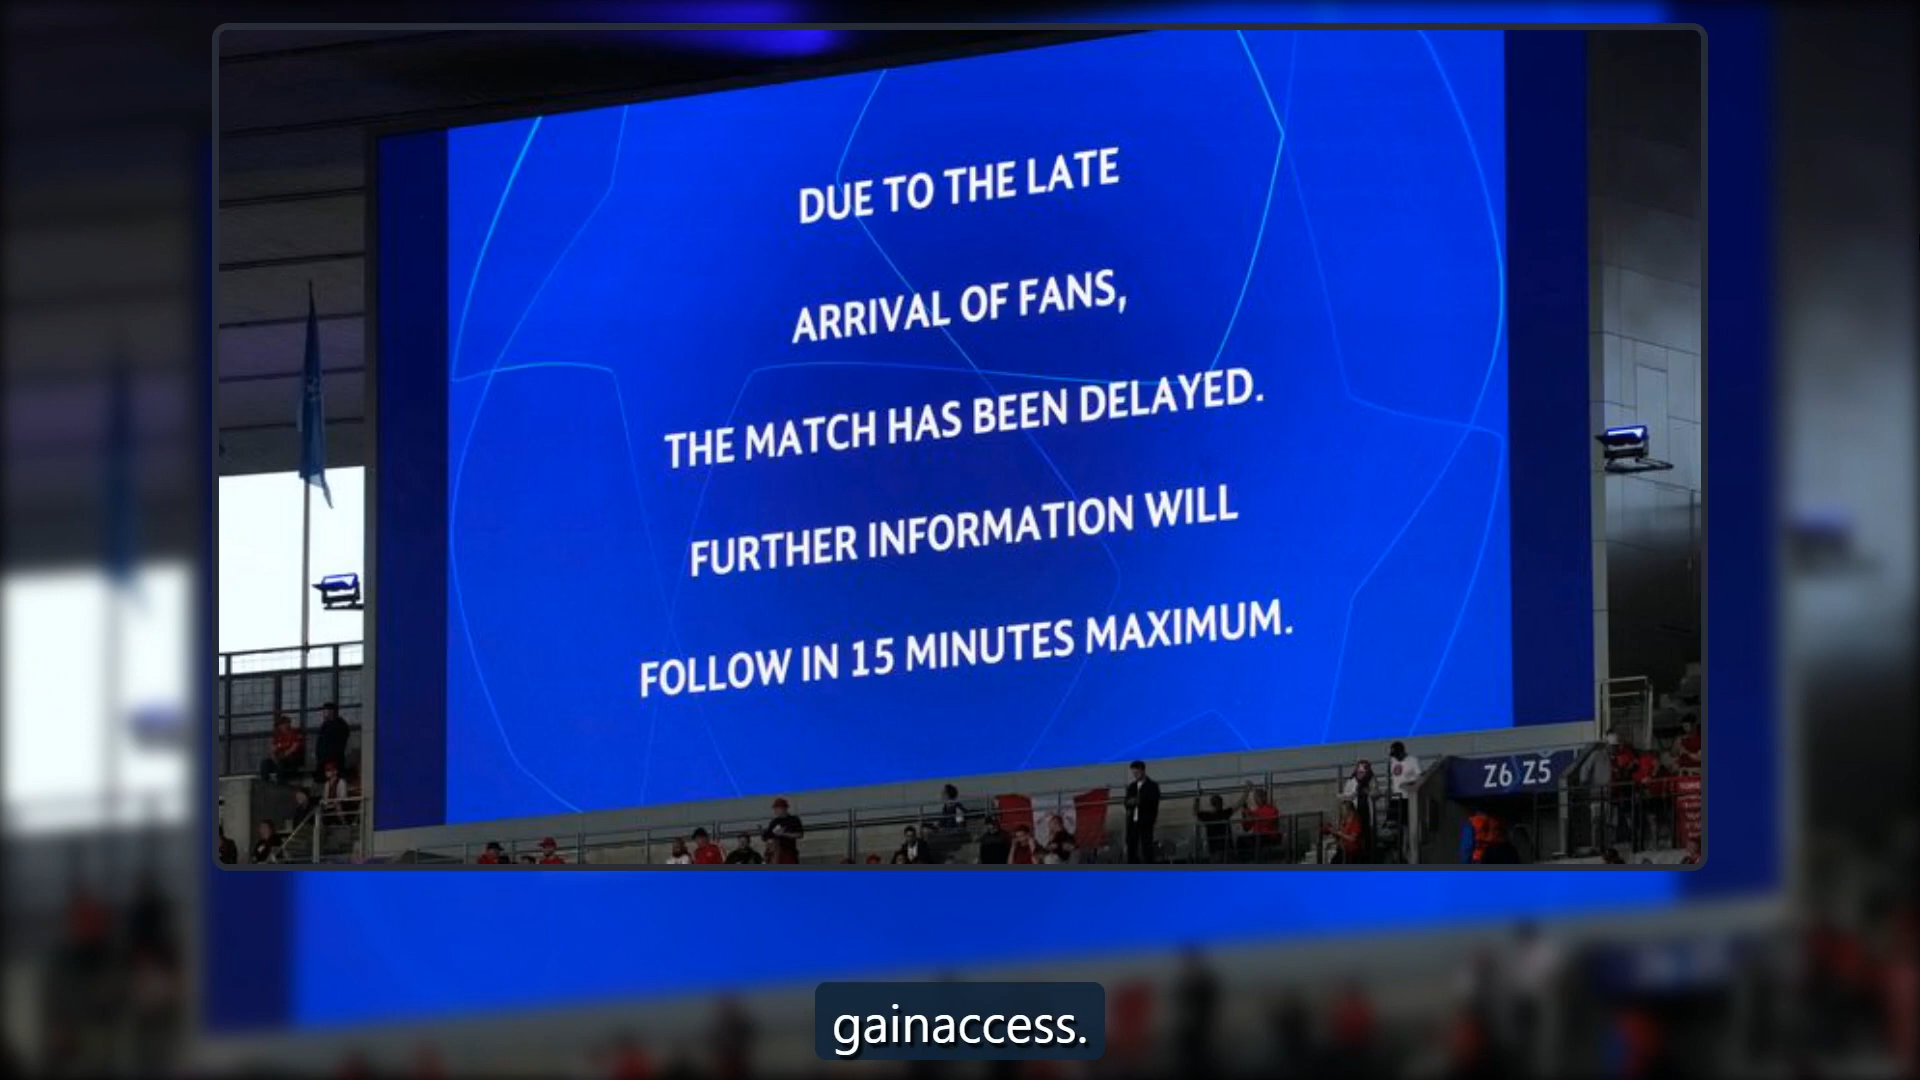 DUE TO THE LATE
ARRIVAL OF FANS,
THE MATCH HAS BEEN DELAYED.
FURTHER INFORMATION WILL
FOLLOW IN 15 MINUTES MAXIMUM.
Z6 Z5
gainaccess.